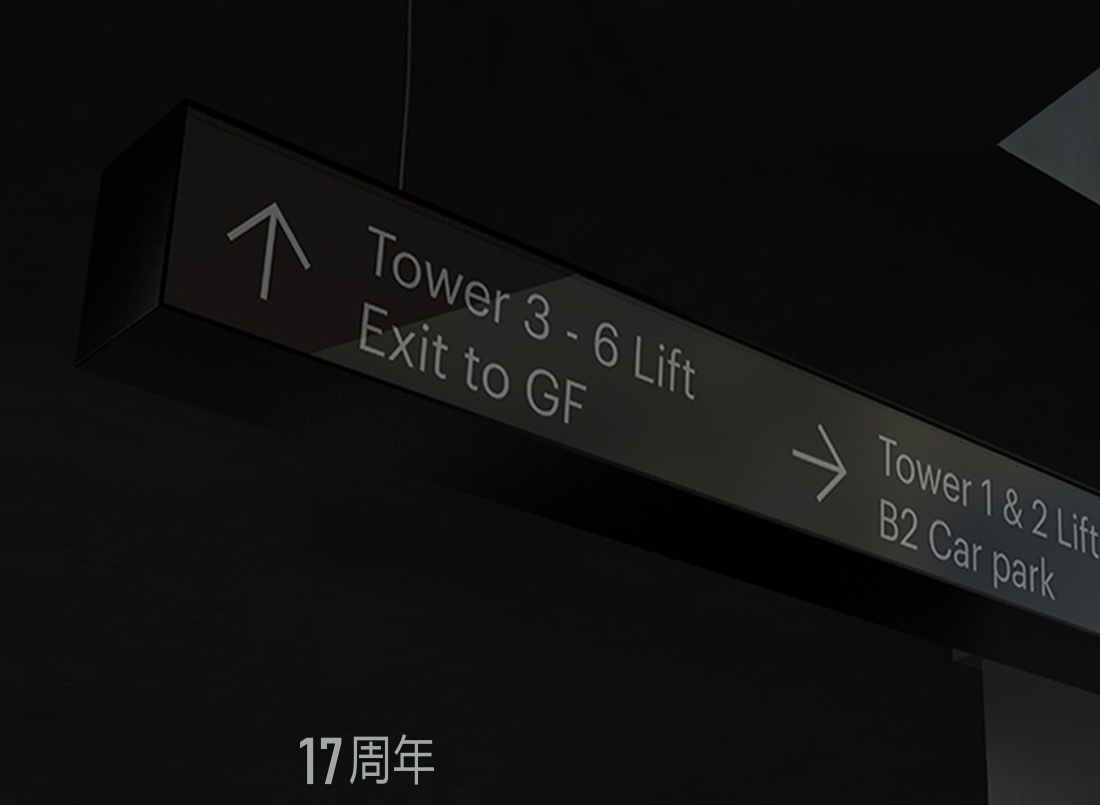 Tower 3 - 6 Lift
Exit to GF
Tower 1 & 2 Lift
B2 Car park
17周年